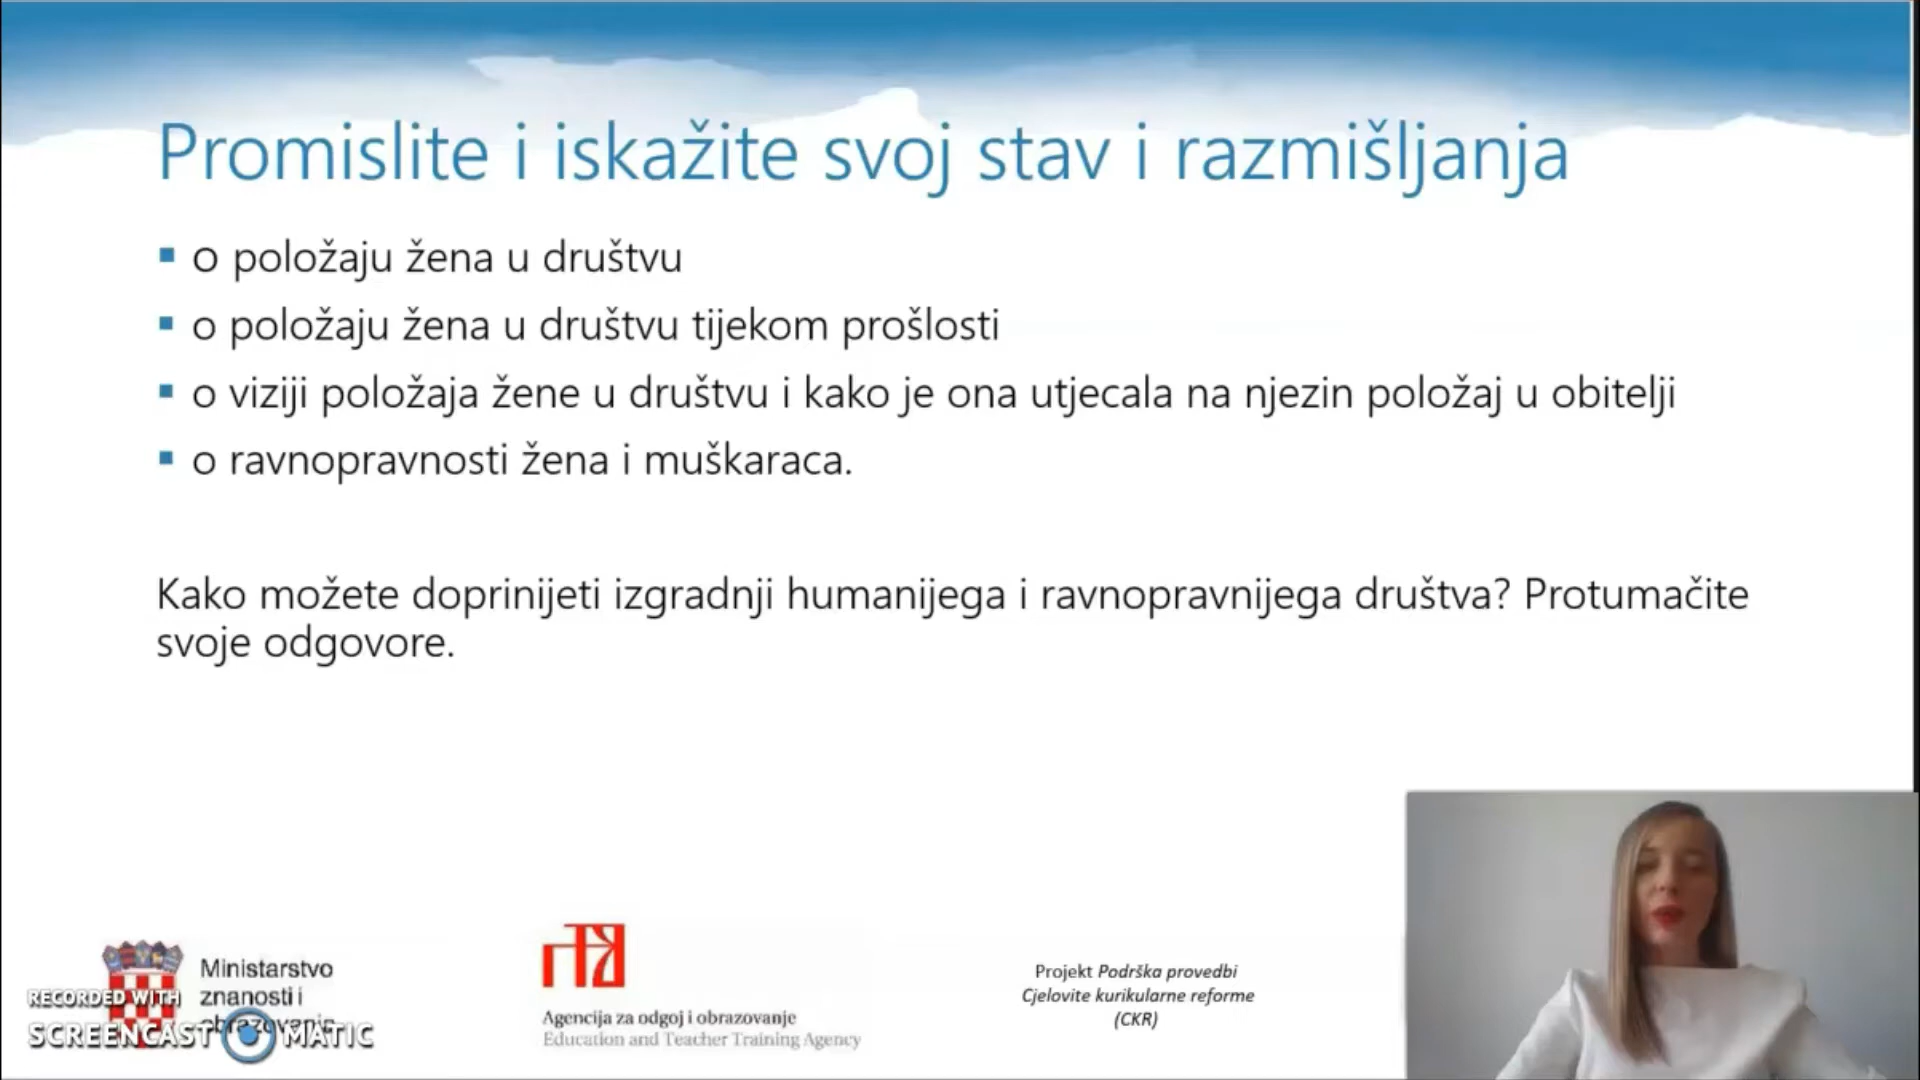 Promislite i iskažite svoj stav i razmišljanja
▪ o položaju žena u društvu
▪ o položaju žena u društvu tijekom prošlosti
▪ o viziji položaja žene u društvu i kako je ona utjecala na njezin položaj u obitelji
▪ o ravnopravnosti žena i muškaraca.
Kako možete doprinijeti izgradnji humanijega i ravnopravnijega društva? Protumačite
svoje odgovore.
Ministarstvo
znanosti i
obrazovanja
RECORDED WITH
SCREENCAST MATIC
Agencija za odgoj i obrazovanje
Education and Teacher Training Agency
Projekt Podrška provedbi
Cjelovite kurikularne reforme
(CKR)